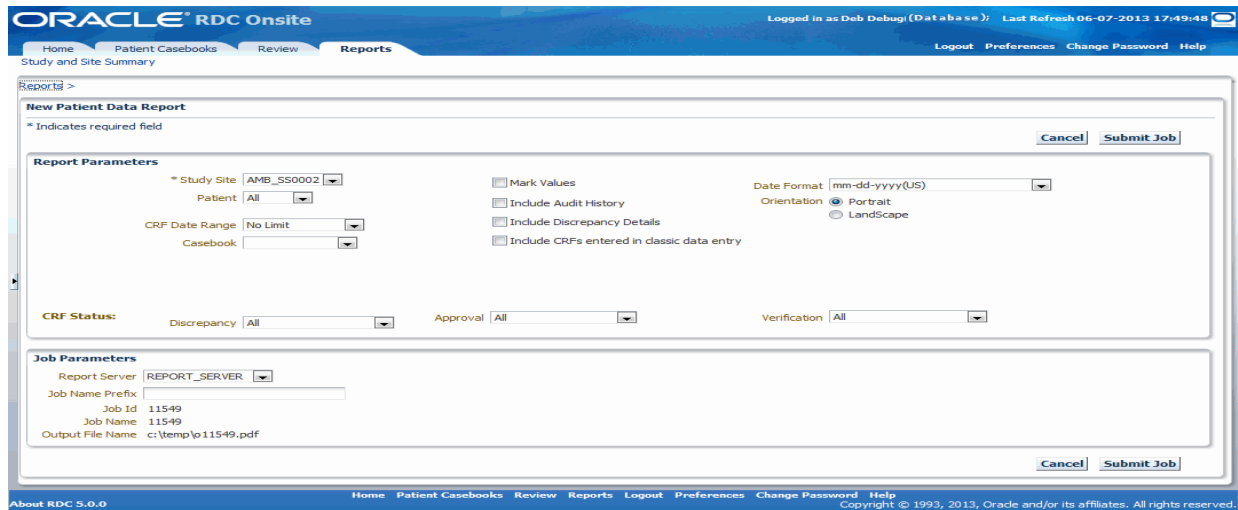 ORACLE® RDC Onsite
Logged in as Deb Debugi (Database); Last Refresh 06-07-2013 17:49:48
Home Patient Casebooks Review Reports
Logout Preferences Change Password Help
Study and Site Summary
Reports >
New Patient Data Report
* Indicates required field
Cancel Submit Job
Report Parameters
* Study Site AMB_SS0002
Patient All
CRF Date Range No Limit
Casebook
Mark Values
Include Audit History
Include Discrepancy Details
Include CRFs entered in classic data entry
Date Format mm-dd-yyyy(US)
Orientation Portrait
LandScape
CRF Status:
Discrepancy All
Approval All
Verification All
Job Parameters
Report Server REPORT_SERVER
Job Name Prefix
Job Id 11549
Job Name 11549
Output File Name c:\temp\o11549.pdf
Cancel Submit Job
Home Patient Casebooks Review Reports Logout Preferences Change Password Help
About RDC 5.0.0
Copyright © 1993, 2013, Oracle and/or its affiliates. All rights reserved.